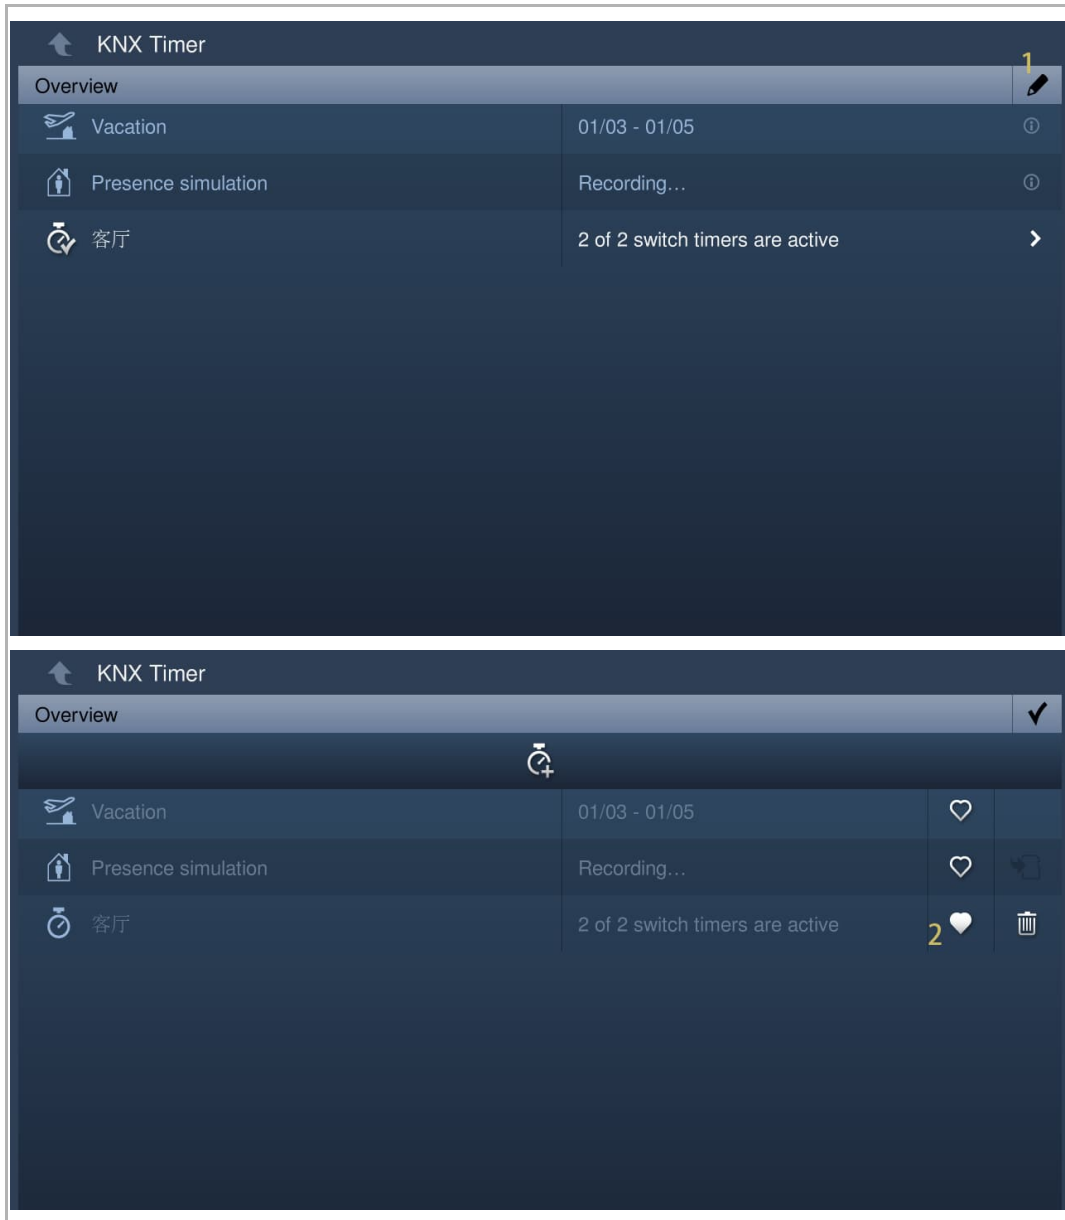 KNX Timer
1
Overview
Vacation 01/03 - 01/05
Presence simulation Recording...
客厅 2 of 2 switch timers are active
KNX Timer
Overview
Vacation 01/03 - 01/05
Presence simulation Recording...
客厅 2 of 2 switch timers are active 2